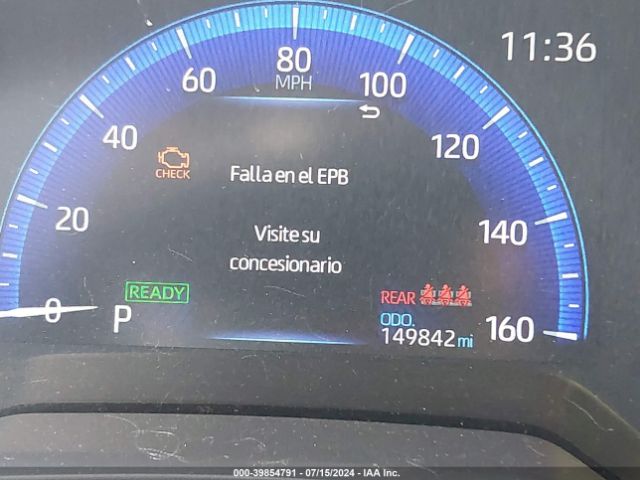 11:36
80
MPH
60
100
40
120
CHECK
Falla en el EPB
20
140
Visite su
concesionario
READY
REAR
0
P
ODO.
149842 mi
160
000-39854791 - 07/15/2024 - IAA Inc.